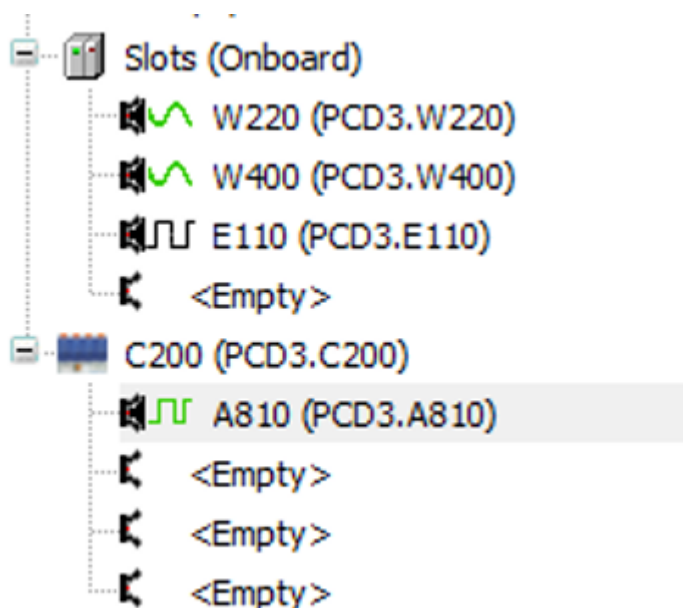 Slots (Onboard)
W220 (PCD3.W220)
W400 (PCD3.W400)
E110 (PCD3.E110)
<Empty>
C200 (PCD3.C200)
A810 (PCD3.A810)
<Empty>
<Empty>
<Empty>